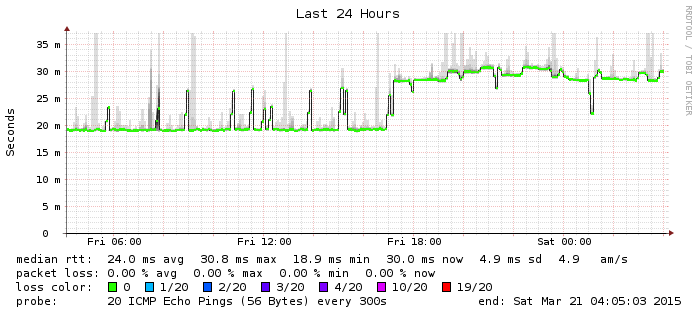 Last 24 Hours
RRDTOOL / TOBI OETIKER
Seconds
35 m
30 m
25 m
20 m
15 m
10 m
5 m
0
Fri 06:00 Fri 12:00 Fri 18:00 Sat 00:00
median rtt: 24.0 ms avg 30.8 ms max 18.9 ms min 30.0 ms now 4.9 ms sd 4.9 am/s
packet loss: 0.00 % avg 0.00 % max 0.00 % min 0.00 % now
loss color: 0 1/20 2/20 3/20 4/20 10/20 19/20
probe: 20 ICMP Echo Pings (56 Bytes) every 300s end: Sat Mar 21 04:05:03 2015